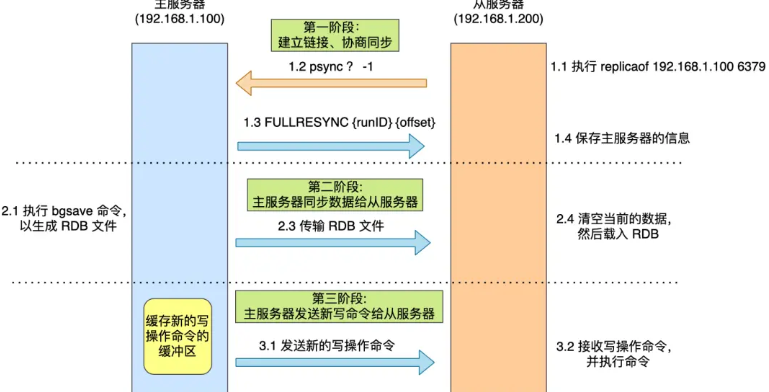 主服务器
(192.168.1.100)
从服务器
(192.168.1.200)
第一阶段:
建立链接、协商同步
1.2 psync ? -1
1.1 执行 replicaof 192.168.1.100 6379
1.3 FULLRESYNC {runID} {offset}
1.4 保存主服务器的信息
第二阶段:
主服务器同步数据给从服务器
2.1 执行 bgsave 命令，
以生成 RDB 文件
2.3 传输 RDB 文件
2.4 清空当前的数据，
然后载入 RDB
第三阶段:
主服务器发送新写命令给从服务器
缓存新的写
操作命令的
缓冲区
3.1 发送新的写操作命令
3.2 接收写操作命令，
并执行命令